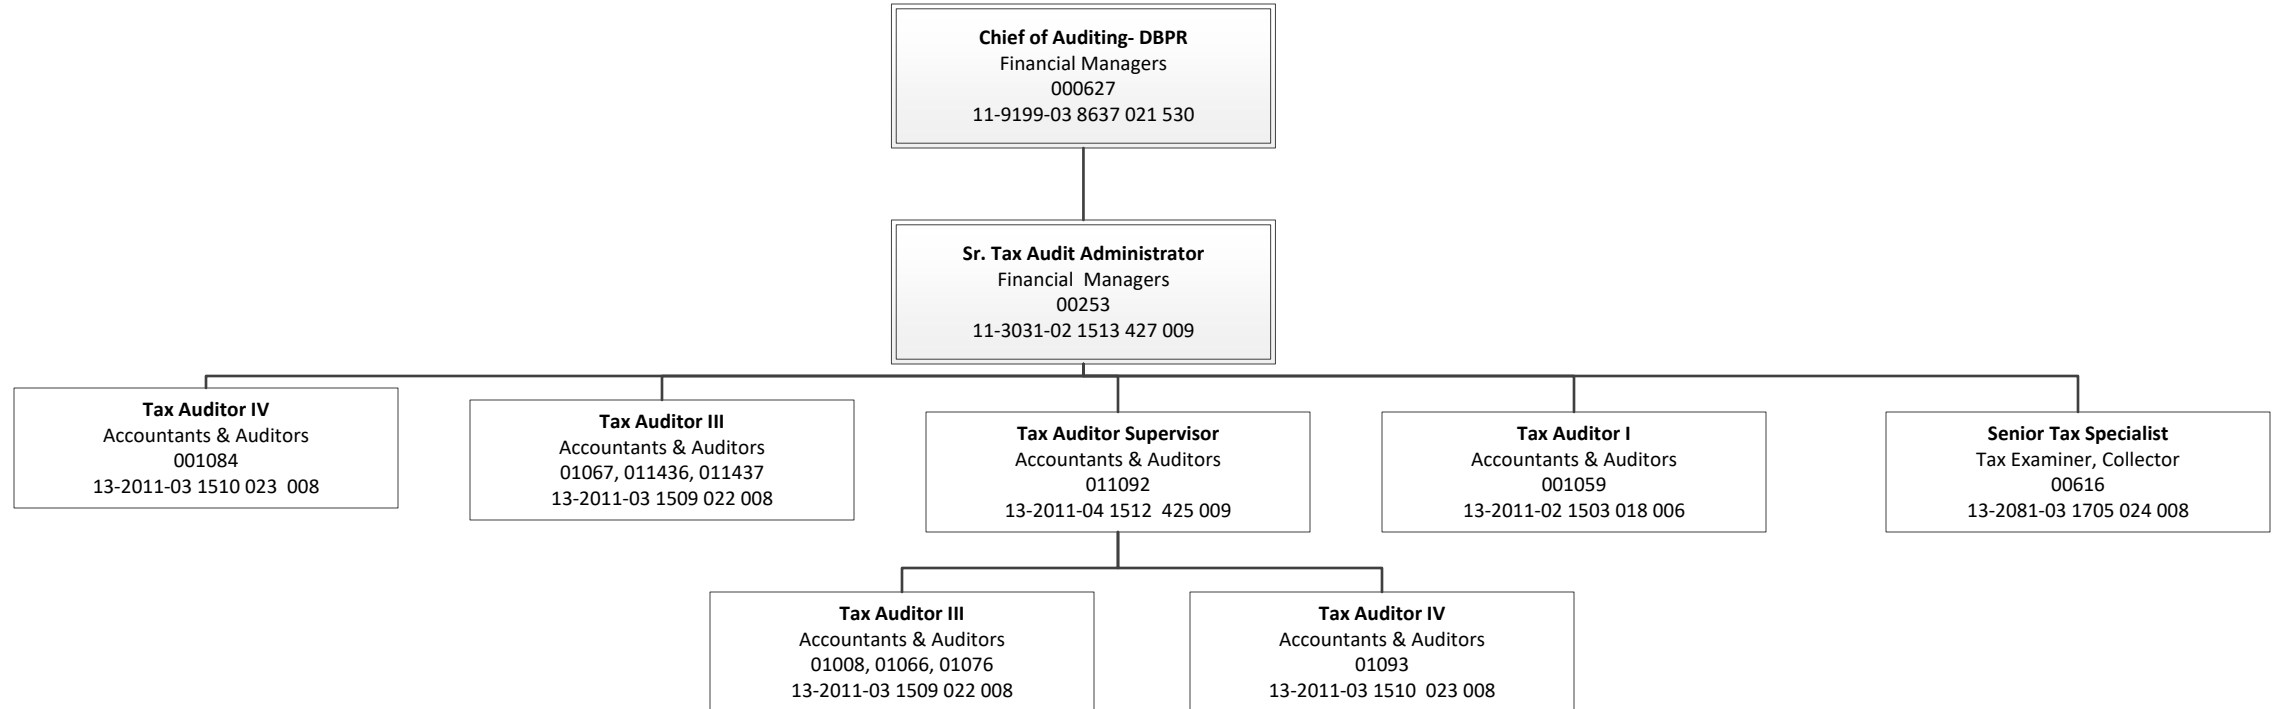 Chief of Auditing- DBPR
Financial Managers
000627
11-9199-03 8637 021 530
Sr. Tax Audit Administrator
Financial  Managers
00253
11-3031-02 1513 427 009
Tax Auditor IV
Accountants & Auditors
001084
13-2011-03 1510 023  008
Tax Auditor III
Accountants & Auditors
01067, 011436, 011437
13-2011-03 1509 022 008
Tax Auditor Supervisor
Accountants & Auditors
011092
13-2011-04 1512  425 009
Tax Auditor I
Accountants & Auditors
001059
13-2011-02 1503 018 006
Senior Tax Specialist
Tax Examiner, Collector
00616
13-2081-03 1705 024 008
Tax Auditor III
Accountants & Auditors
01008, 01066, 01076
13-2011-03 1509 022 008
Tax Auditor IV
Accountants & Auditors
01093
13-2011-03 1510  023 008